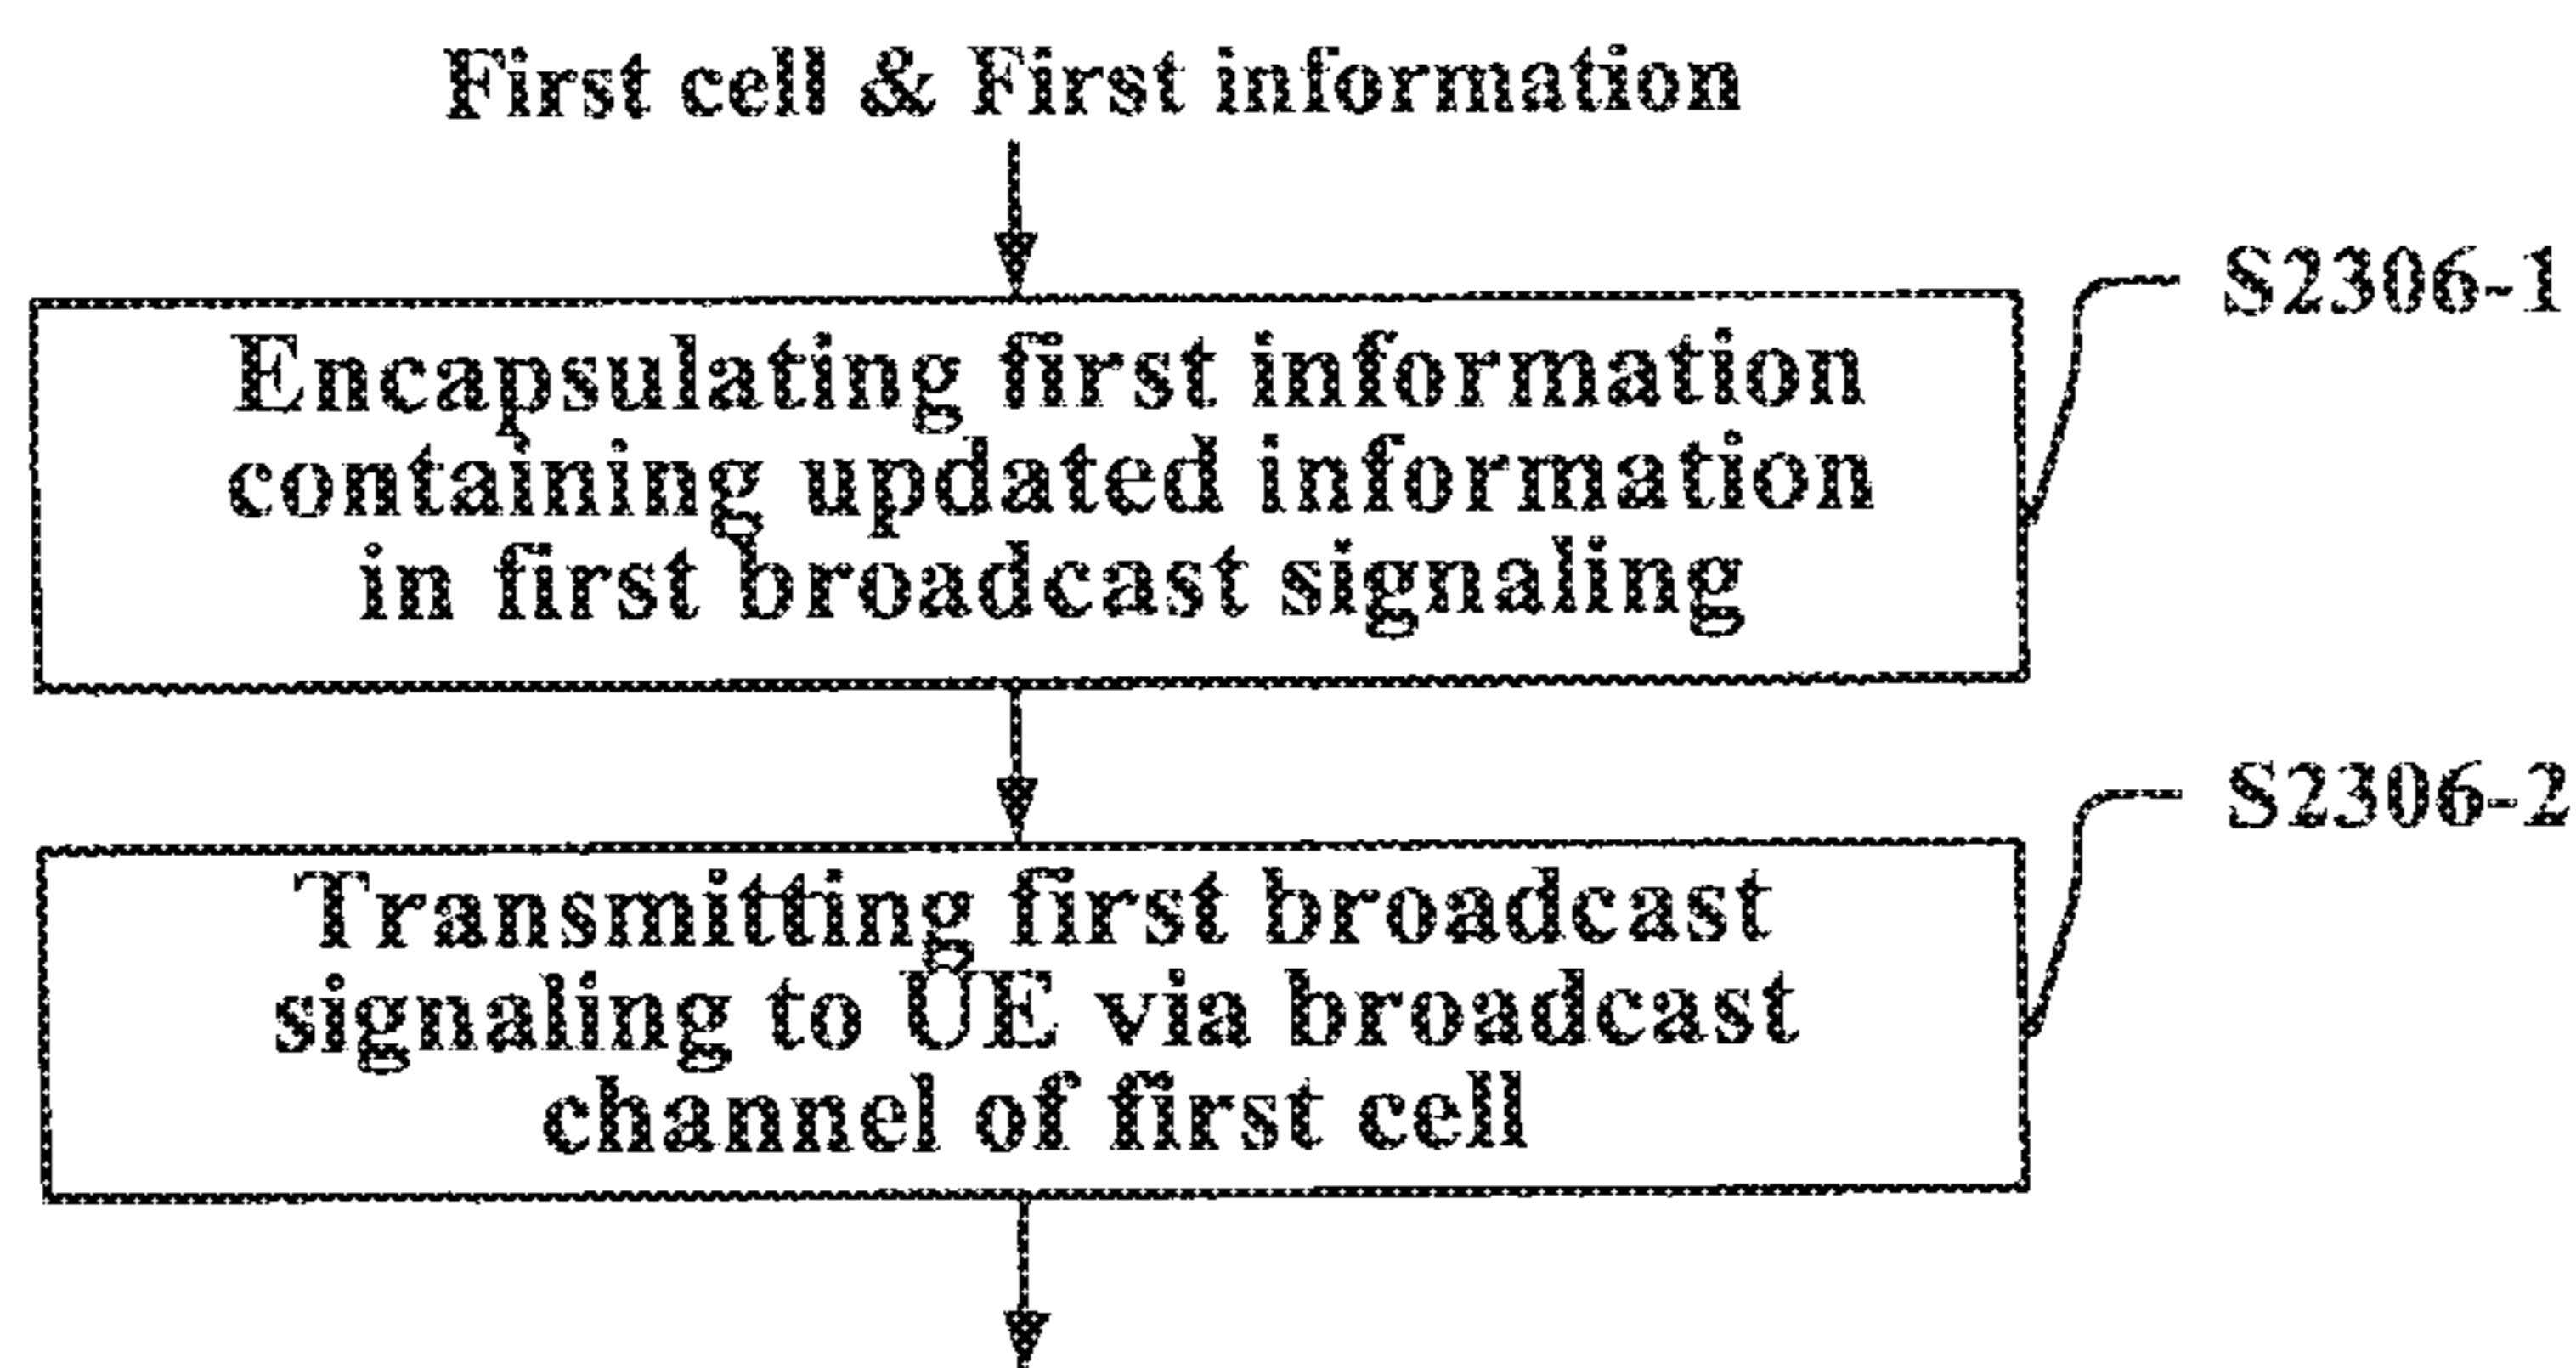 First cell & First information
S2306-1
Encapsulating first information
containing updated information
in first broadcast signaling
S2306-2
Transmitting first broadcast
signaling to UE via broadcast
channel of first cell